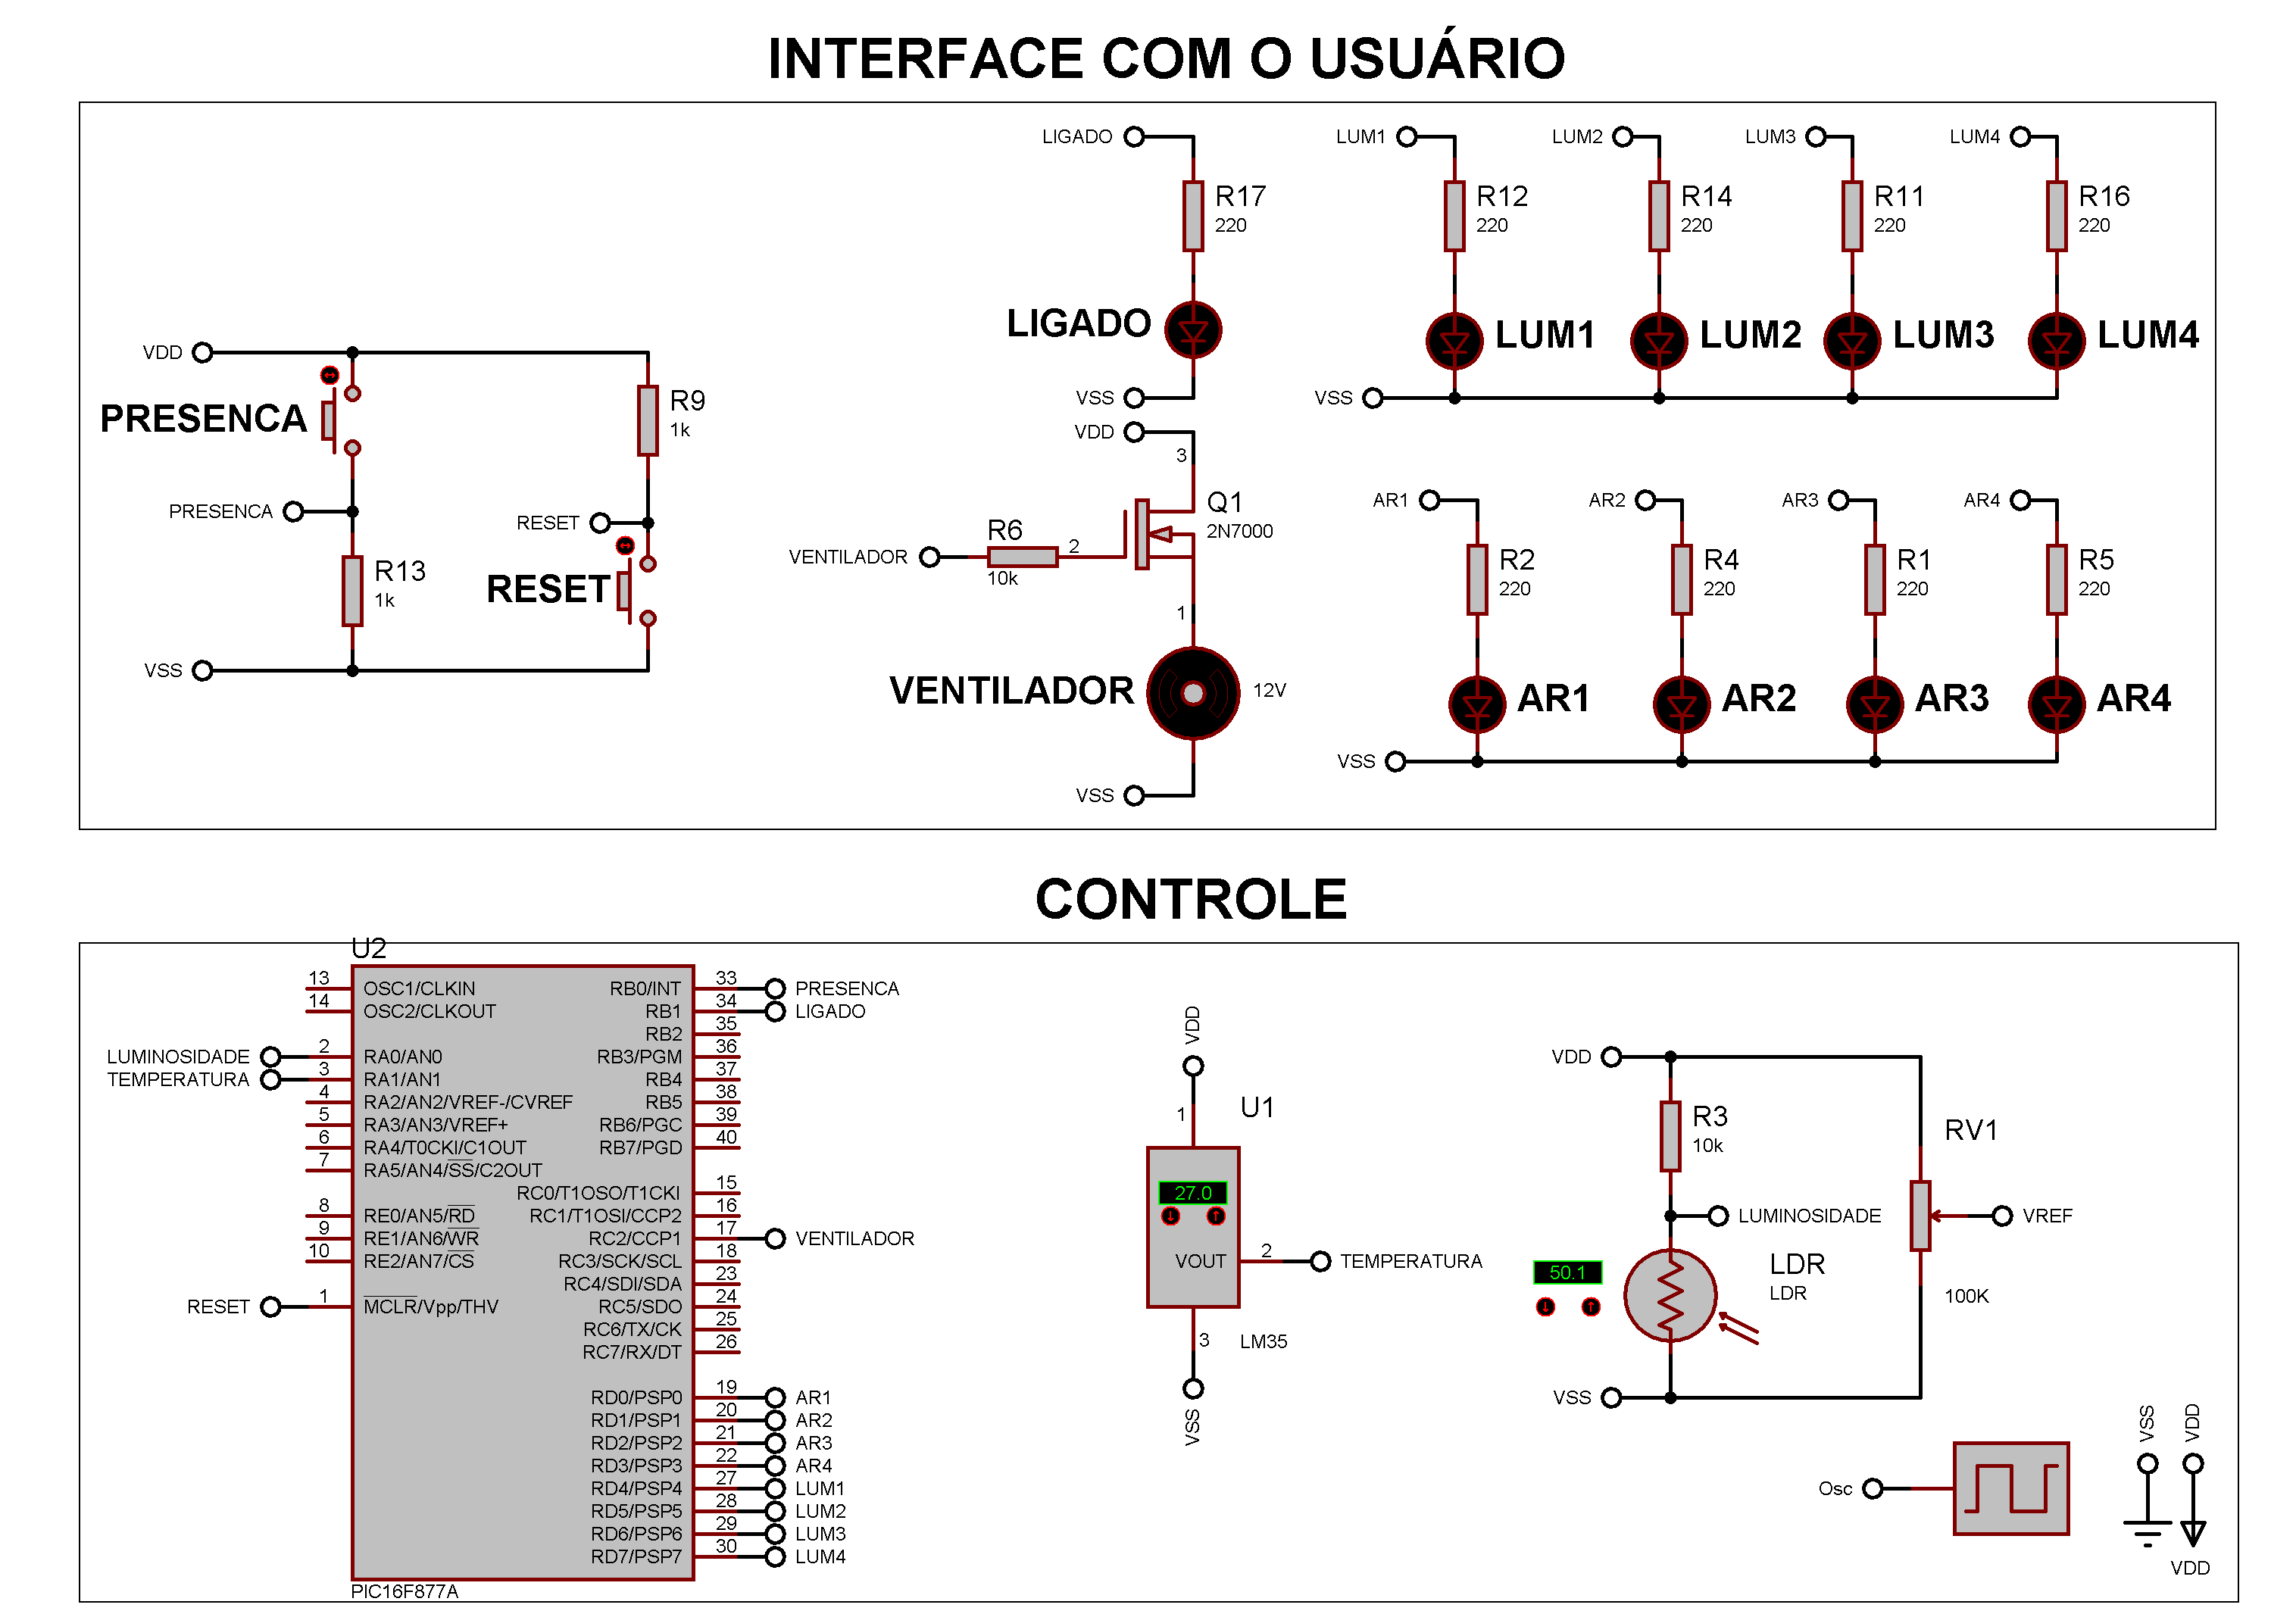 INTERFACE COM O USUÁRIO
LIGADO
R17
220
LIGADO
VSS
LUM1
R12
220
LUM1
LUM2
R14
220
LUM2
LUM3
R11
220
LUM3
LUM4
R16
220
LUM4
VSS
VDD
PRESENCA
PRESENCA
R13
1k
VSS
R9
1k
RESET
RESET
VDD
3
Q1
2N7000
VENTILADOR
R6
10k
2
1
VENTILADOR
12V
VSS
AR1
R2
220
AR1
AR2
R4
220
AR2
AR3
R1
220
AR3
AR4
R5
220
AR4
VSS
CONTROLE
U2
13 OSC1/CLKIN
14 OSC2/CLKOUT
LUMINOSIDADE 2 RA0/AN0
TEMPERATURA 3 RA1/AN1
4 RA2/AN2/VREF-/CVREF
5 RA3/AN3/VREF+
6 RA4/T0CKI/C1OUT
7 RA5/AN4/SS/C2OUT
8 RE0/AN5/RD
9 RE1/AN6/WR
10 RE2/AN7/CS
RESET 1 MCLR/Vpp/THV
RB0/INT 33 PRESENCA
RB1 34 LIGADO
RB2 35
RB3/PGM 36
RB4 37
RB5 38
RB6/PGC 39
RB7/PGD 40
RC0/T1OSO/T1CKI 15
RC1/T1OSI/CCP2 16
RC2/CCP1 17 VENTILADOR
RC3/SCK/SCL 18
RC4/SDI/SDA 23
RC5/SDO 24
RC6/TX/CK 25
RC7/RX/DT 26
RD0/PSP0 19 AR1
RD1/PSP1 20 AR2
RD2/PSP2 21 AR3
RD3/PSP3 22 AR4
RD4/PSP4 27 LUM1
RD5/PSP5 28 LUM2
RD6/PSP6 29 LUM3
RD7/PSP7 30 LUM4
PIC16F877A
VDD
1
U1
27.0
VOUT
2
TEMPERATURA
3
LM35
VSS
VDD
R3
10k
LUMINOSIDADE
50.1
LDR
LDR
VSS
RV1
VREF
100K
Osc
VSS
VDD
VDD